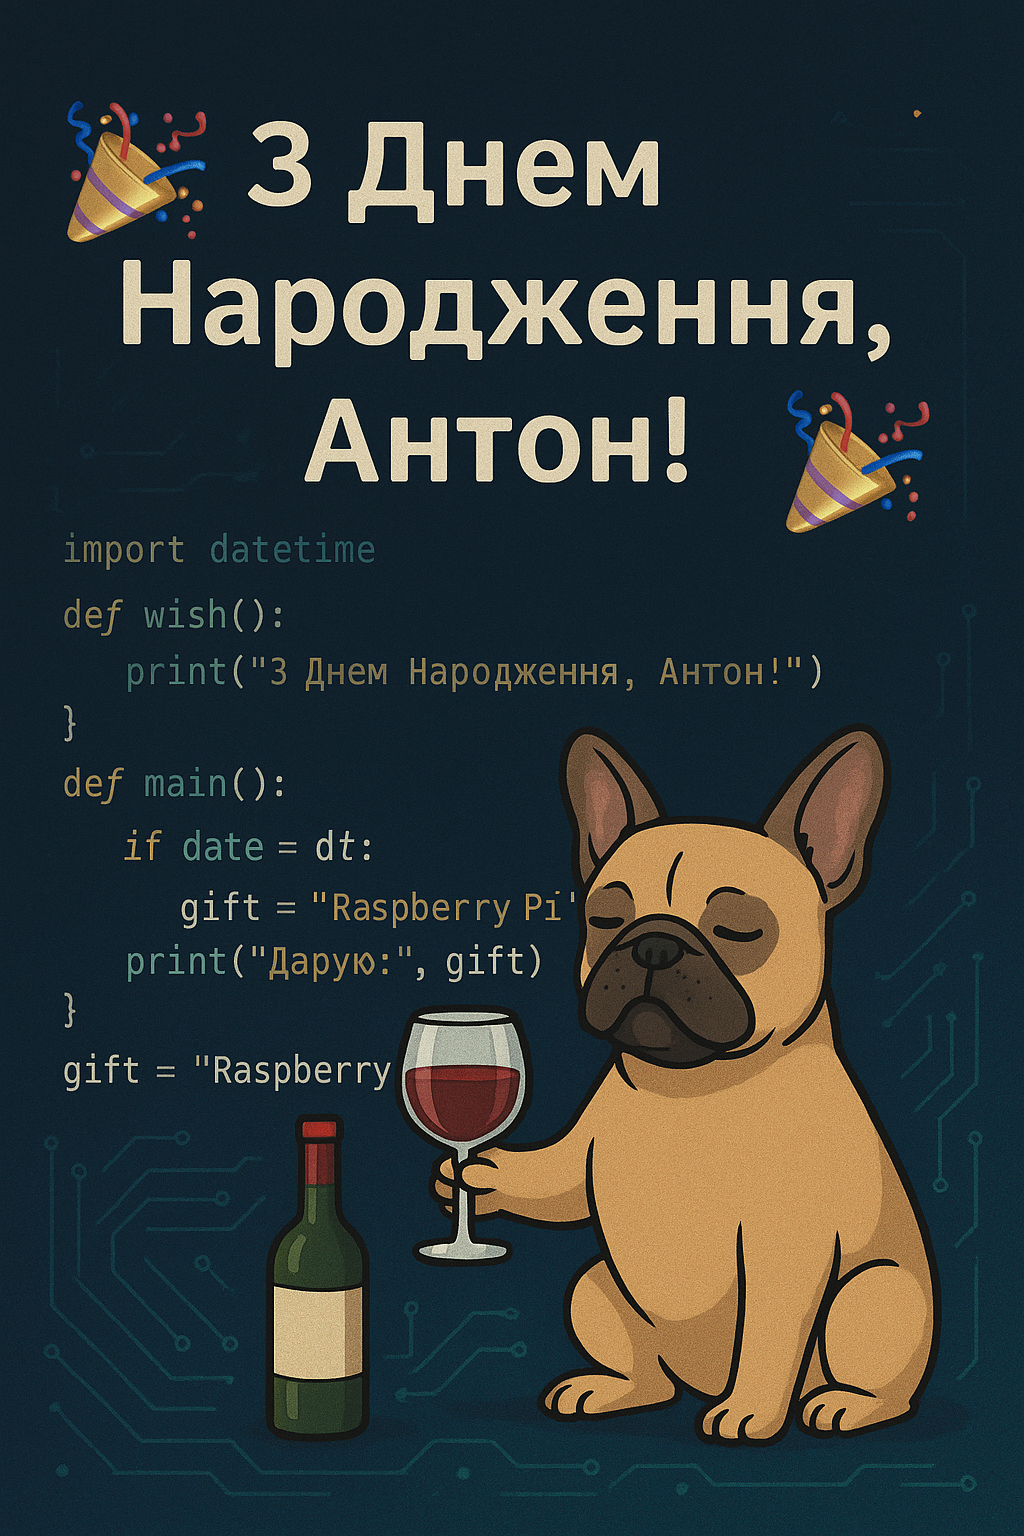 З Днем
Народження,
Антон!
import datetime
def wish():
print("З Днем Народження, Антон!")
}
def main():
if date = dt:
gift = "Raspberry Pi'
print("Дарую:", gift)
}
gift = "Raspberry